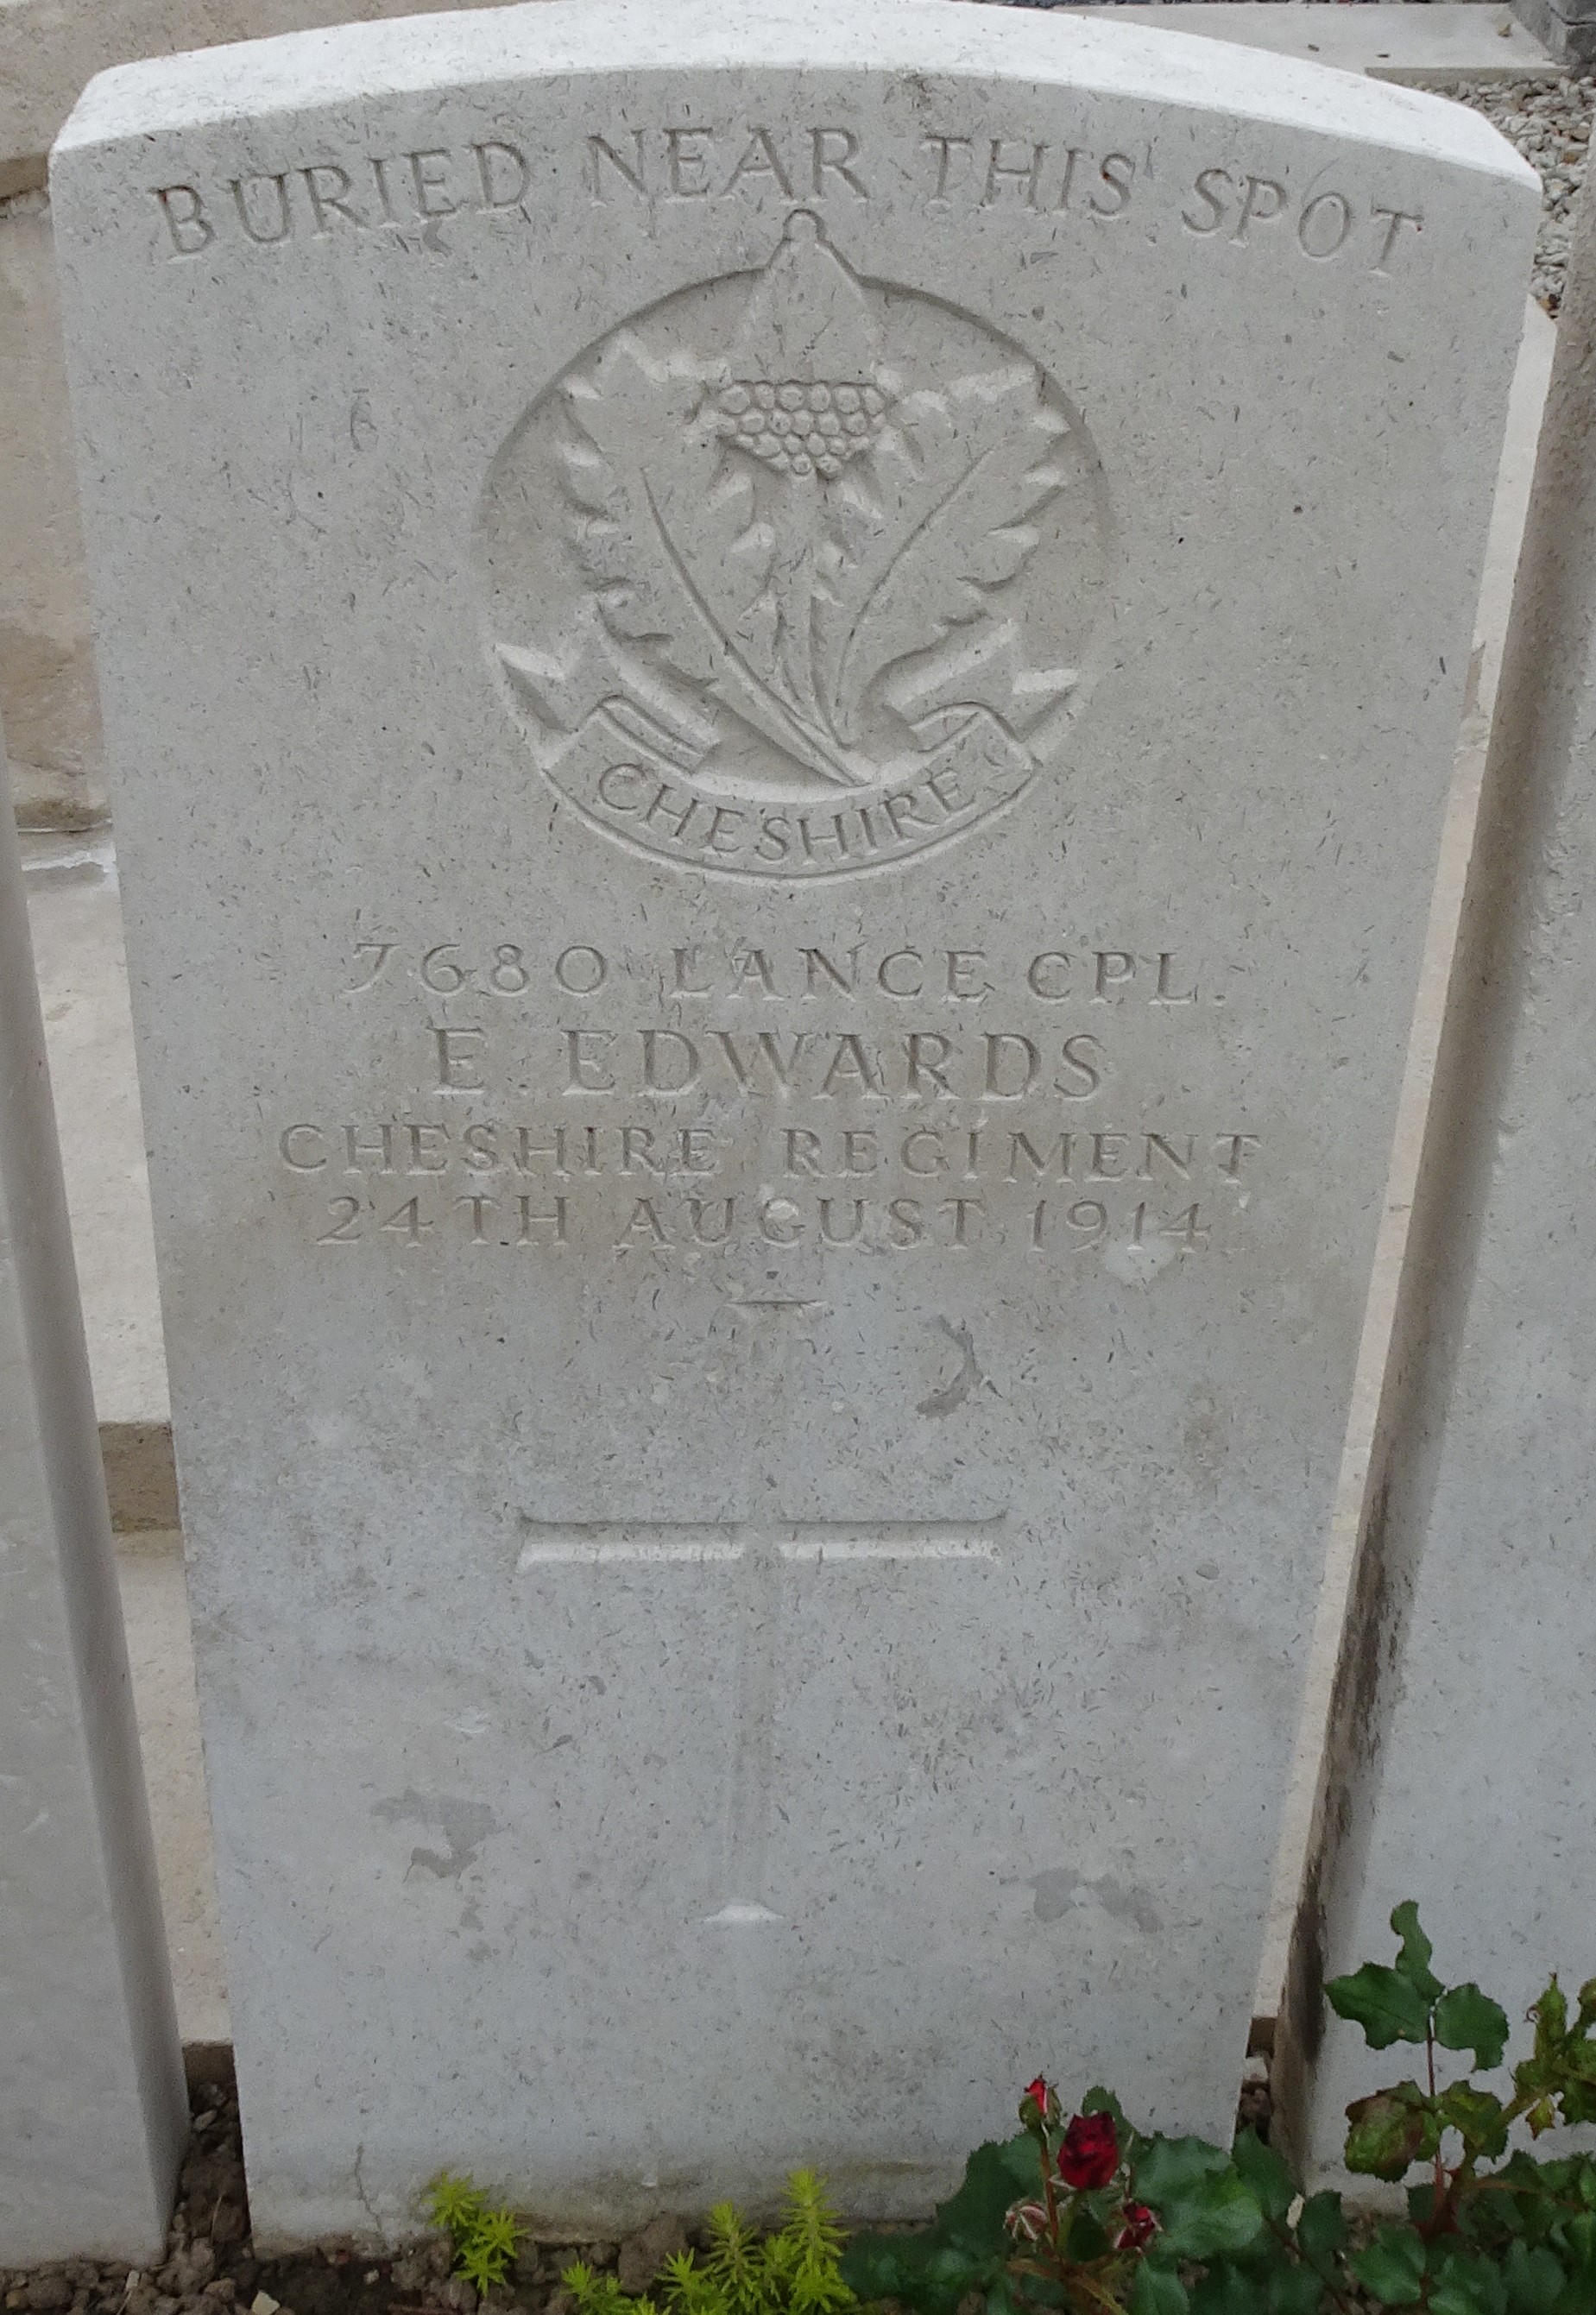 BURIED NEAR THIS SPOT
CHESHIRE
7680 LANCE CPL.
E. EDWARDS
CHESHIRE REGIMENT
24TH AUGUST 1914